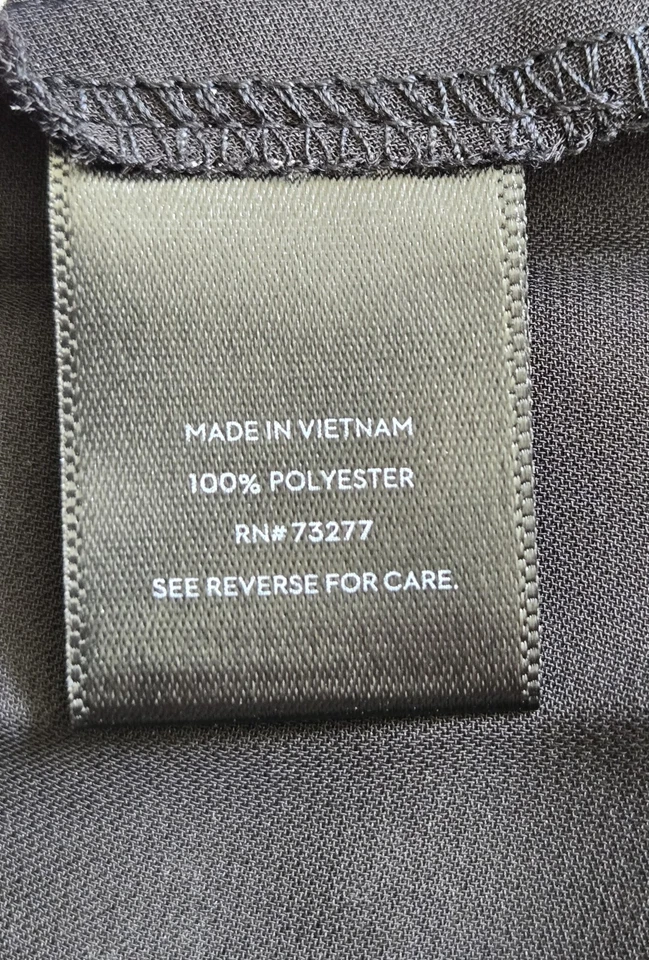 MADE IN VIETNAM
100% POLYESTER
RN# 73277
SEE REVERSE FOR CARE.